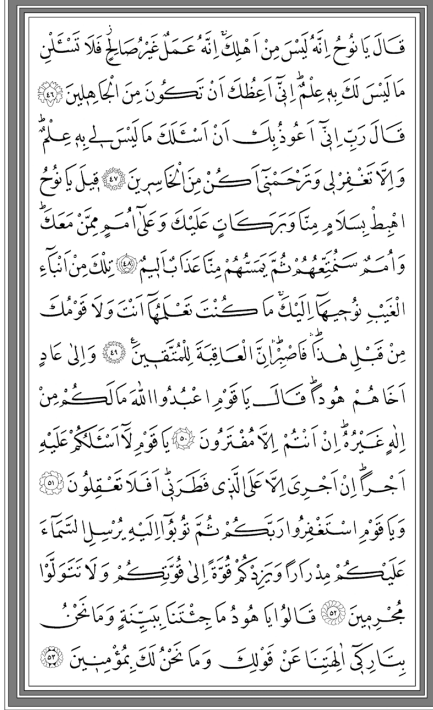 قَالَ يَا نُوحُ اِنَّهُ لَيْسَ مِنْ اَهْلِكَۚ اِنَّهُ عَمَلٌ غَيْرُ صَالِحٍۗ فَلَا تَسْـَٔلْنِ
مَا لَيْسَ لَكَ بِه۪ عِلْمٌۜ اِنّ۪ٓي اَعِظُكَ اَنْ تَكُونَ مِنَ الْجَاهِل۪ينَ ﴿٤٦﴾
قَالَ رَبِّ اِنّ۪ٓي اَعُوذُ بِكَ اَنْ اَسْـَٔلَكَ مَا لَيْسَ ل۪ي بِه۪ عِلْمٌۜ
وَاِلَّا تَغْفِرْ ل۪ي وَتَرْحَمْن۪ٓي اَكُنْ مِنَ الْخَاسِر۪ينَ ﴿٤٧﴾ ق۪يلَ يَا نُوحُ
اهْبِطْ بِسَلَامٍ مِنَّا وَبَرَكَاتٍ عَلَيْكَ وَعَلٰٓى اُمَمٍ مِمَّنْ مَعَكَۜ
وَاُمَمٌ سَنُمَتِّعُهُمْ ثُمَّ يَمَسُّهُمْ مِنَّا عَذَابٌ اَل۪يمٌ ﴿٤٨﴾ تِلْكَ مِنْ اَنْبَٓاءِ
الْغَيْبِ نُوح۪يهَٓا اِلَيْكَۚ مَا كُنْتَ تَعْلَمُهَٓا اَنْتَ وَلَا قَوْمُكَ
مِنْ قَبْلِ هٰذَاۜ فَاصْبِرْۜ اِنَّ الْعَاقِبَةَ لِلْمُتَّق۪ينَ۟ ﴿٤٩﴾ وَاِلٰى عَادٍ
اَخَاهُمْ هُودًاۜ قَالَ يَا قَوْمِ اعْبُدُوا اللّٰهَ مَا لَكُمْ مِنْ
اِلٰهٍ غَيْرُهُۜ اِنْ اَنْتُمْ اِلَّا مُفْتَرُونَ ﴿٥٠﴾ يَا قَوْمِ لَٓا اَسْـَٔلُكُمْ عَلَيْهِ
اَجْرًاۜ اِنْ اَجْرِيَ اِلَّا عَلَى الَّذ۪ي فَطَرَن۪يۜ اَفَلَا تَعْقِلُونَ ﴿٥١﴾
وَيَا قَوْمِ اسْتَغْفِرُوا رَبَّكُمْ ثُمَّ تُوبُٓوا اِلَيْهِ يُرْسِلِ السَّمَٓاءَ
عَلَيْكُمْ مِدْرَارًا وَيَزِدْكُمْ قُوَّةً اِلٰى قُوَّتِكُمْ وَلَا تَتَوَلَّوْا
مُجْرِم۪ينَ ﴿٥٢﴾ قَالُوا يَا هُودُ مَا جِئْتَنَا بِبَيِّنَةٍ وَمَا نَحْنُ
بِتَارِك۪ٓي اٰلِهَتِنَا عَنْ قَوْلِكَ وَمَا نَحْنُ لَكَ بِمُؤْمِن۪ينَ ﴿٥٣﴾